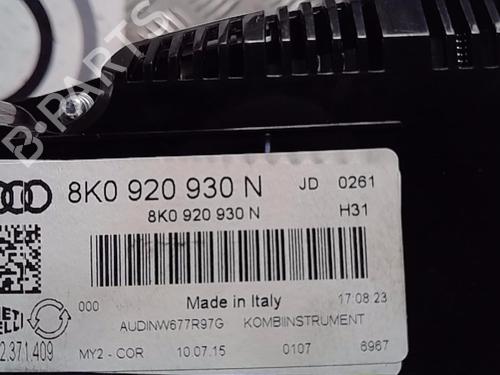 B-PARTS
8K0 920 930 N JD 0261
8K0 920 930 N H31
000 Made in Italy 17:08:23
AUDINW677R97G KOMBIINSTRUMENT
2.371.409 MY2 - COR 10.07.15 0107 6967